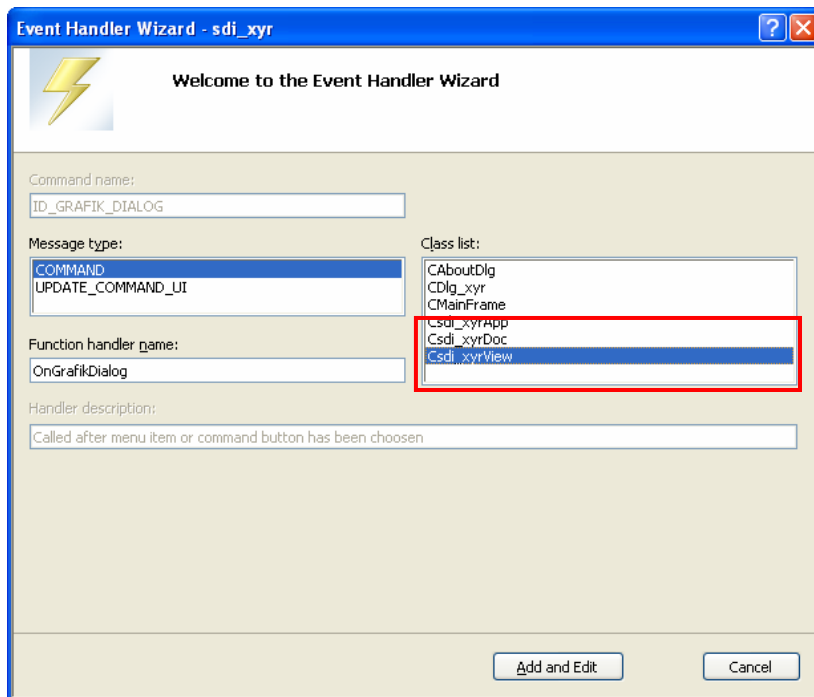 Event Handler Wizard - sdi_xyr
Welcome to the Event Handler Wizard
Command name:
ID_GRAFIK_DIALOG
Message type:
COMMAND
UPDATE_COMMAND_UI
Class list:
CAboutDlg
CDlg_xyr
CMainFrame
Csdi_xyrApp
Csdi_xyrDoc
Csdi_xyrView
Function handler name:
OnGrafikDialog
Handler description:
Called after menu item or command button has been choosen
Add and Edit
Cancel